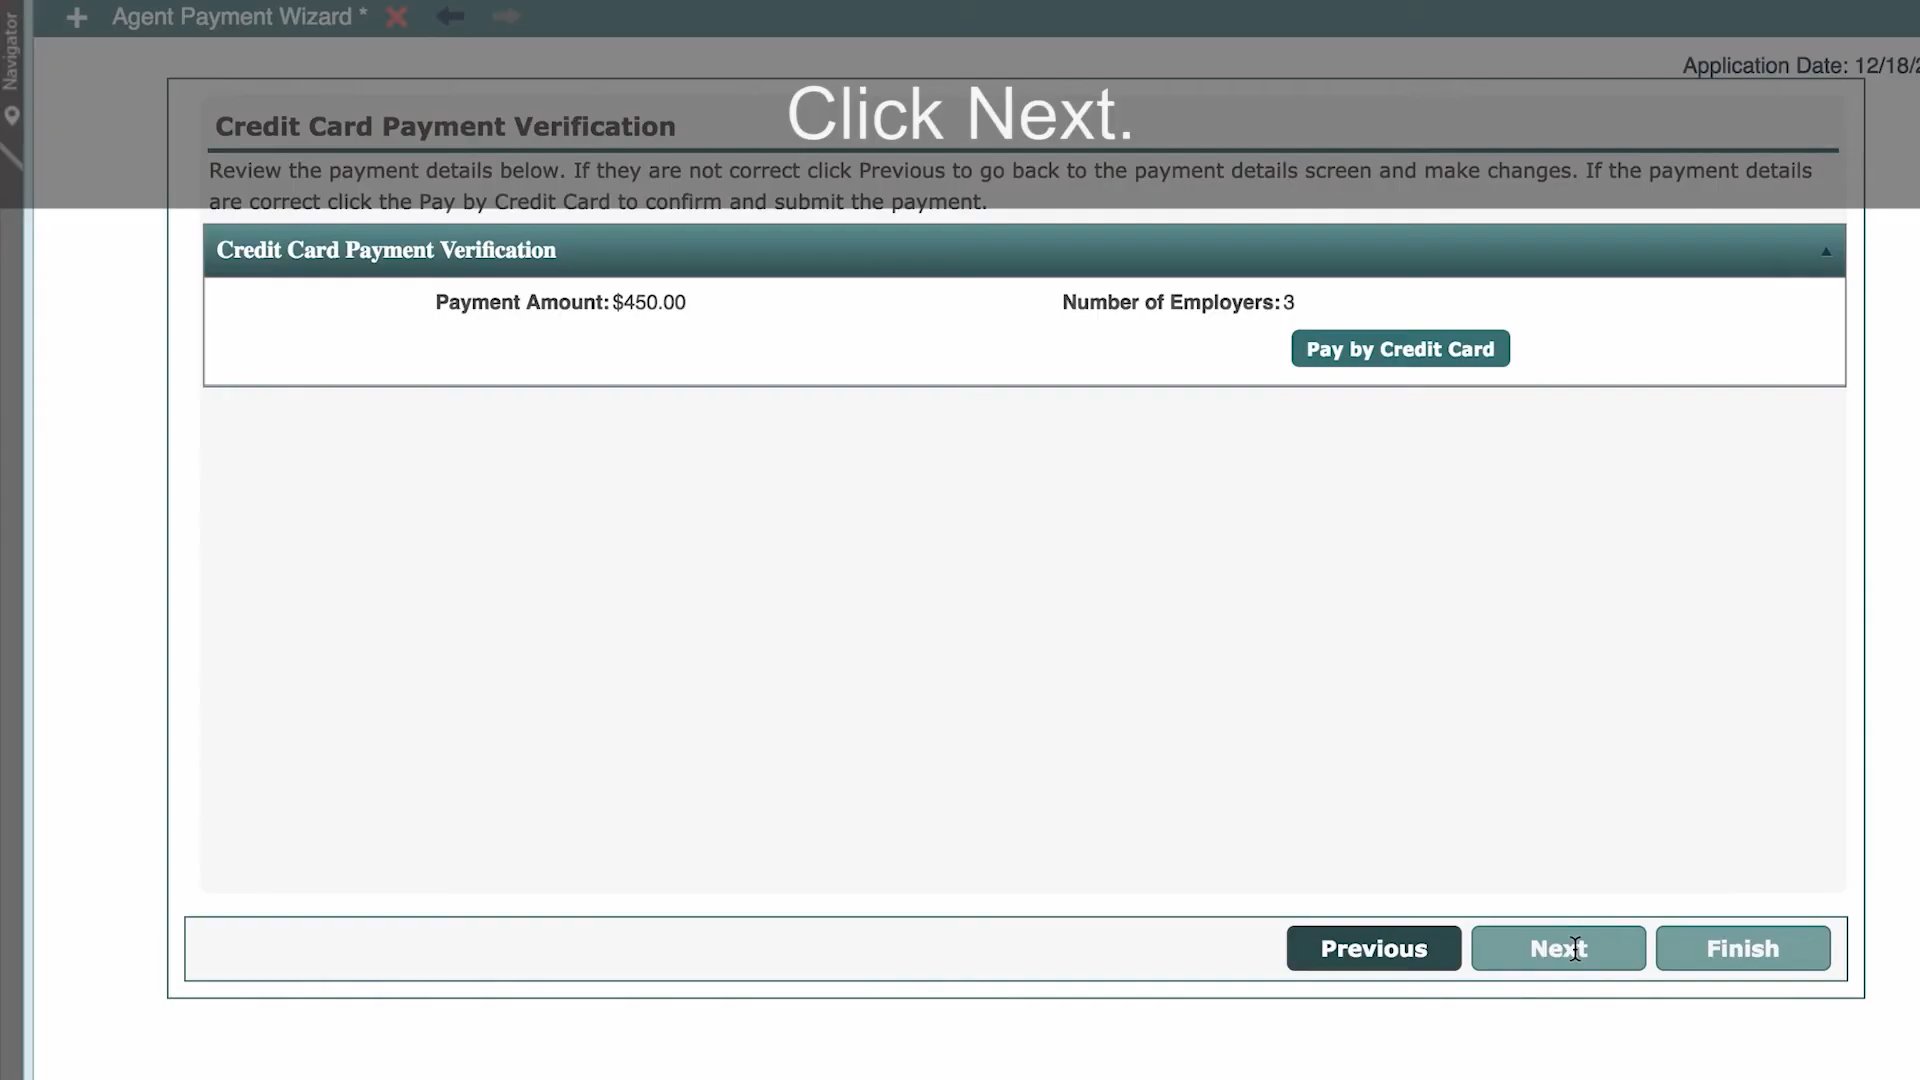 Navigator
Agent Payment Wizard *
Application Date: 12/18/2
Click Next.
Credit Card Payment Verification
Review the payment details below. If they are not correct click Previous to go back to the payment details screen and make changes. If the payment details
are correct click the Pay by Credit Card to confirm and submit the payment.
Credit Card Payment Verification
Payment Amount: $450.00 Number of Employers: 3
Pay by Credit Card
Previous Next Finish